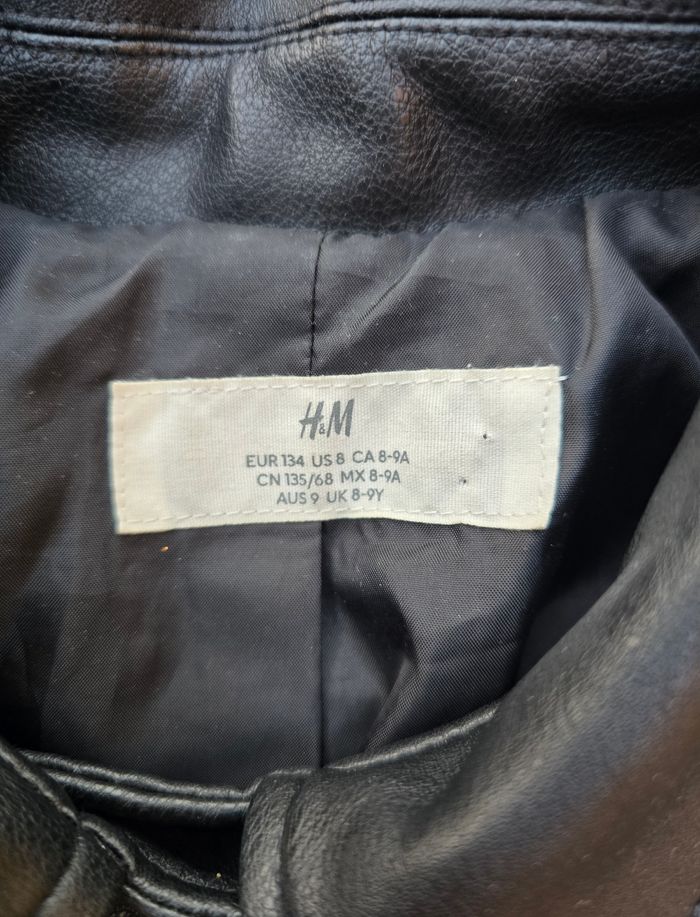 H&M
EUR 134 US 8 CA 8-9A
CN 135/68 MX 8-9A
AUS 9 UK 8-9Y